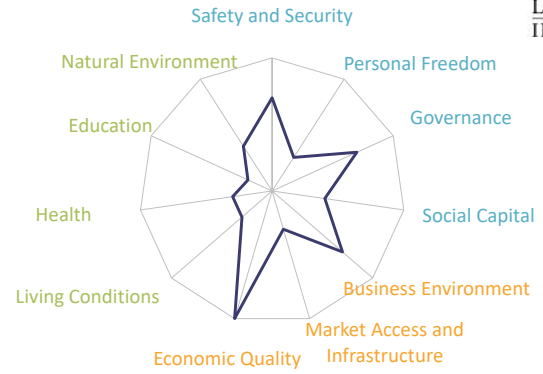 Safety and Security
Natural Environment
Personal Freedom
Education
Governance
Health
Social Capital
Living Conditions
Business Environment
Market Access and
Infrastructure
Economic Quality